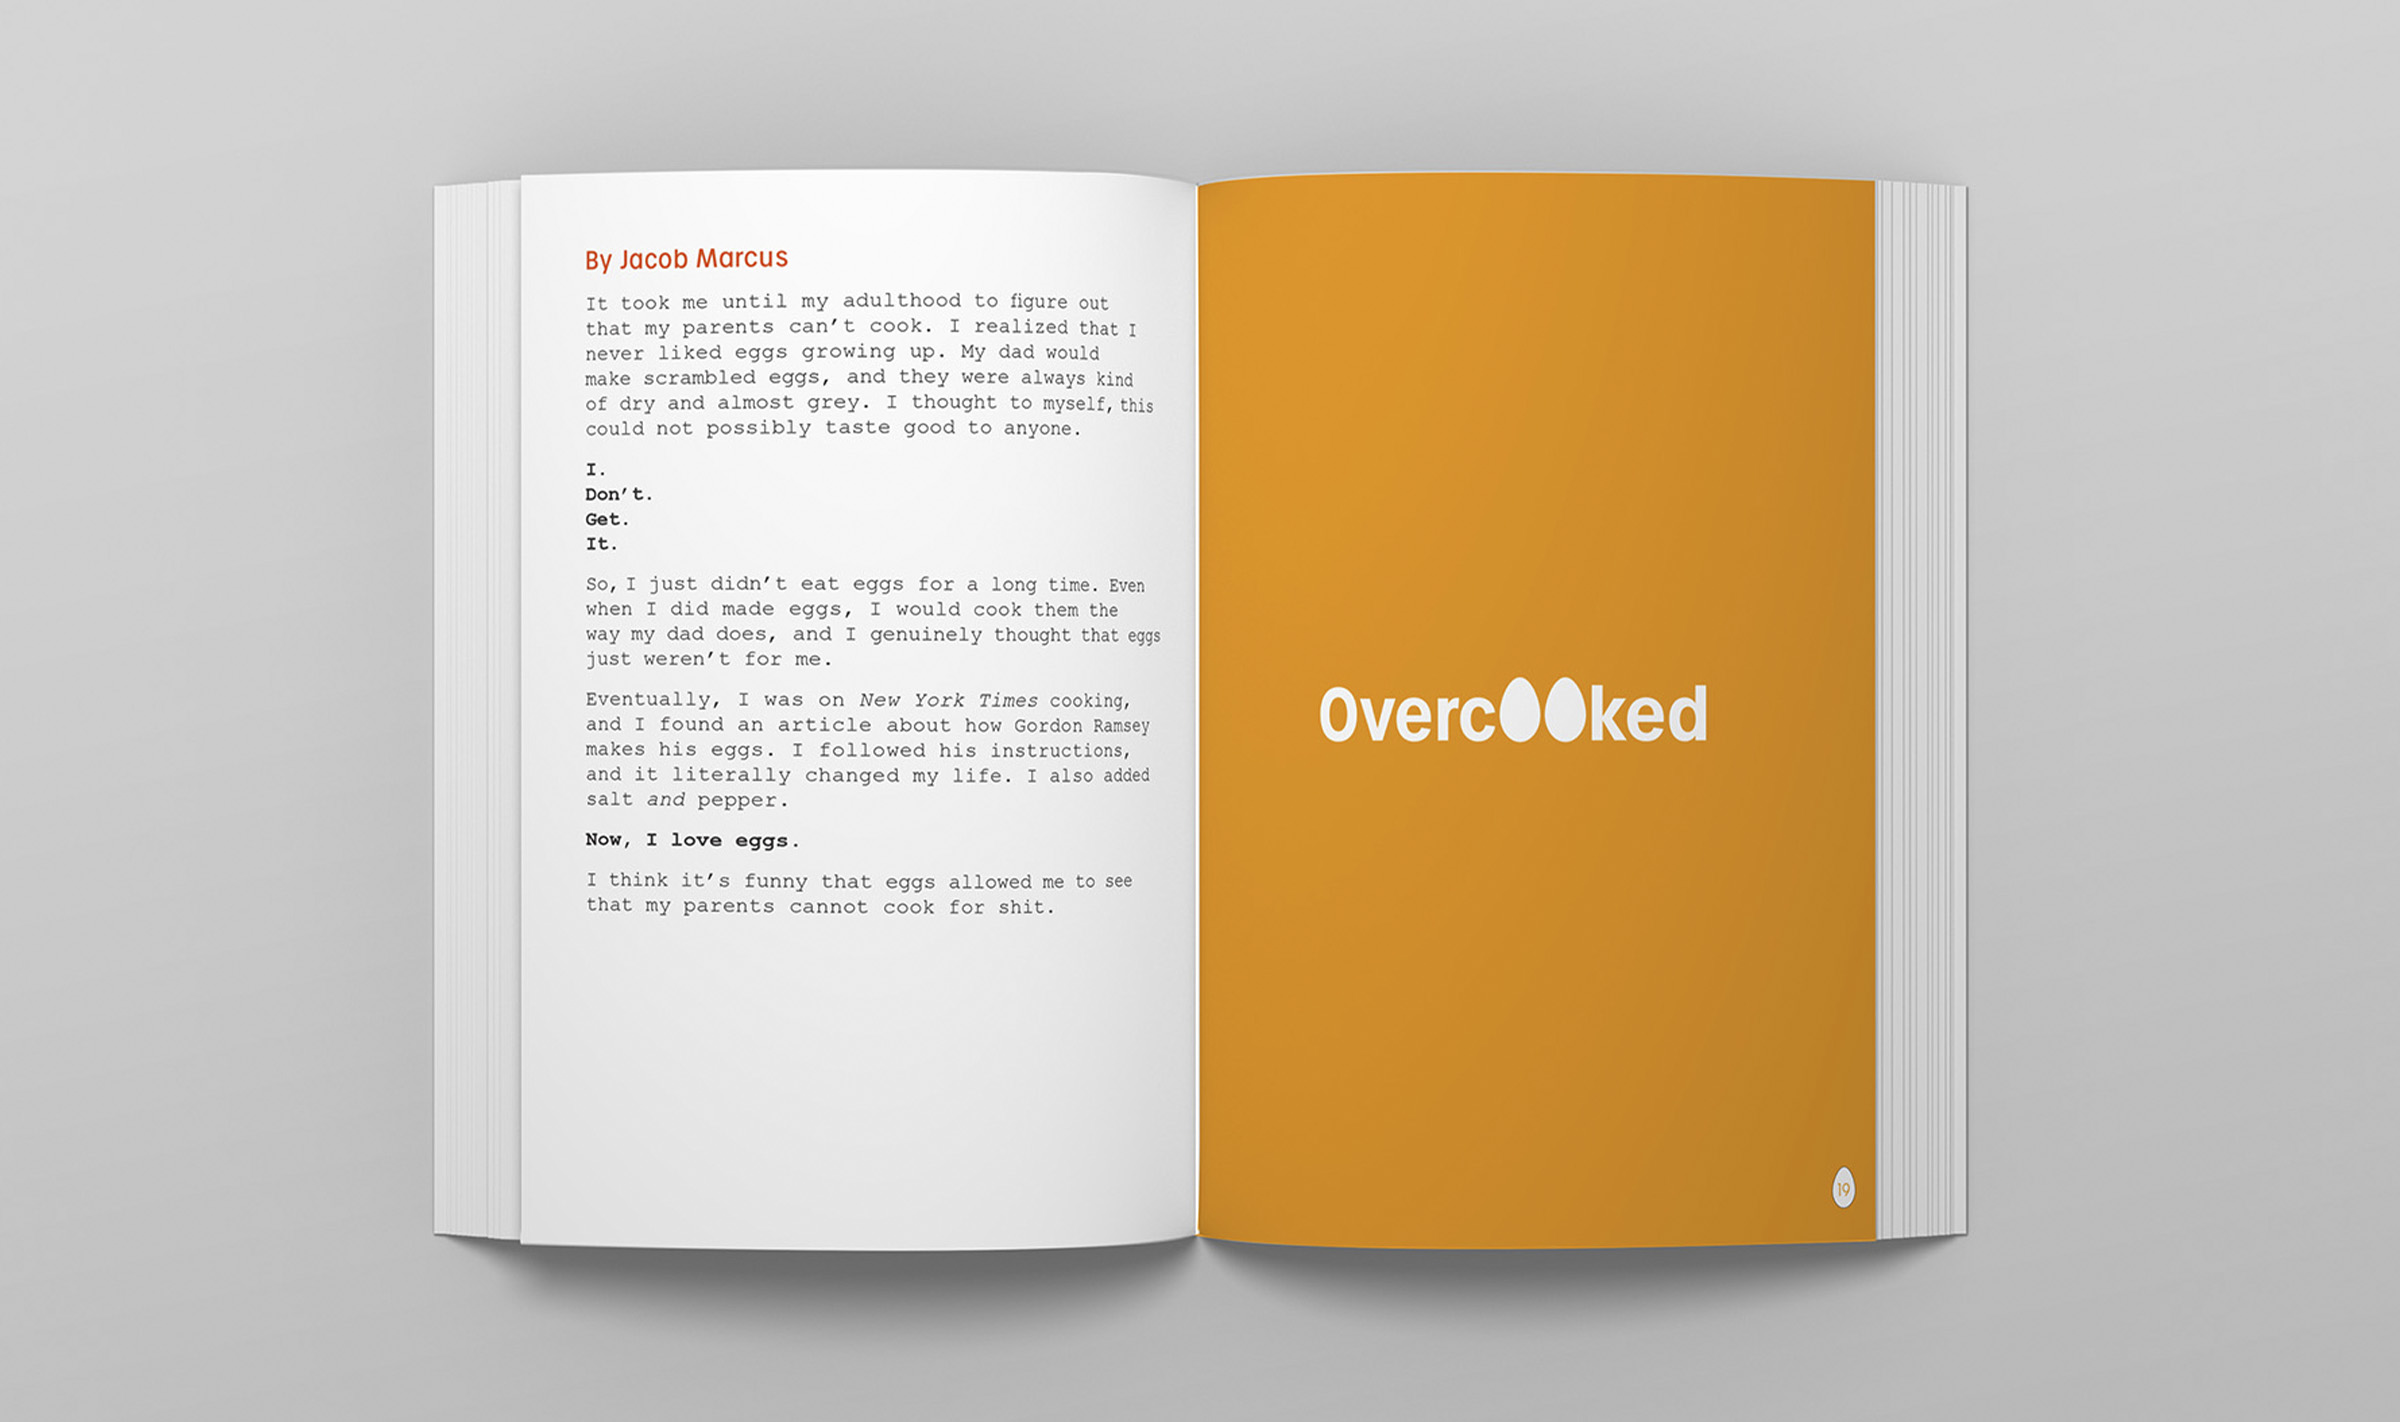 By Jacob Marcus
It took me until my adulthood to figure out
that my parents can't cook. I realized that I
never liked eggs growing up. My dad would
make scrambled eggs, and they were always kind
of dry and almost grey. I thought to myself, this
could not possibly taste good to anyone.
I.
Don't.
Get.
It.
So, I just didn't eat eggs for a long time. Even
when I did made eggs, I would cook them the
way my dad does, and I genuinely thought that eggs
just weren't for me.
Eventually, I was on New York Times cooking,
and I found an article about how Gordon Ramsey
makes his eggs. I followed his instructions,
and it literally changed my life. I also added
salt and pepper.
Now, I love eggs.
I think it's funny that eggs allowed me to see
that my parents cannot cook for shit.
Overcooked
19